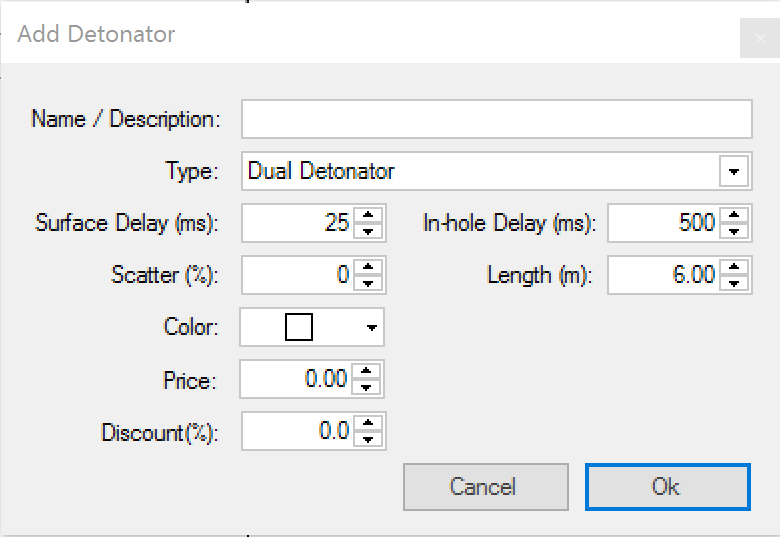 Add Detonator
Name / Description:
Type: Dual Detonator
Surface Delay (ms): 25 In-hole Delay (ms): 500
Scatter (%): 0 Length (m): 6.00
Color:
Price: 0.00
Discount(%): 0.0
Cancel Ok